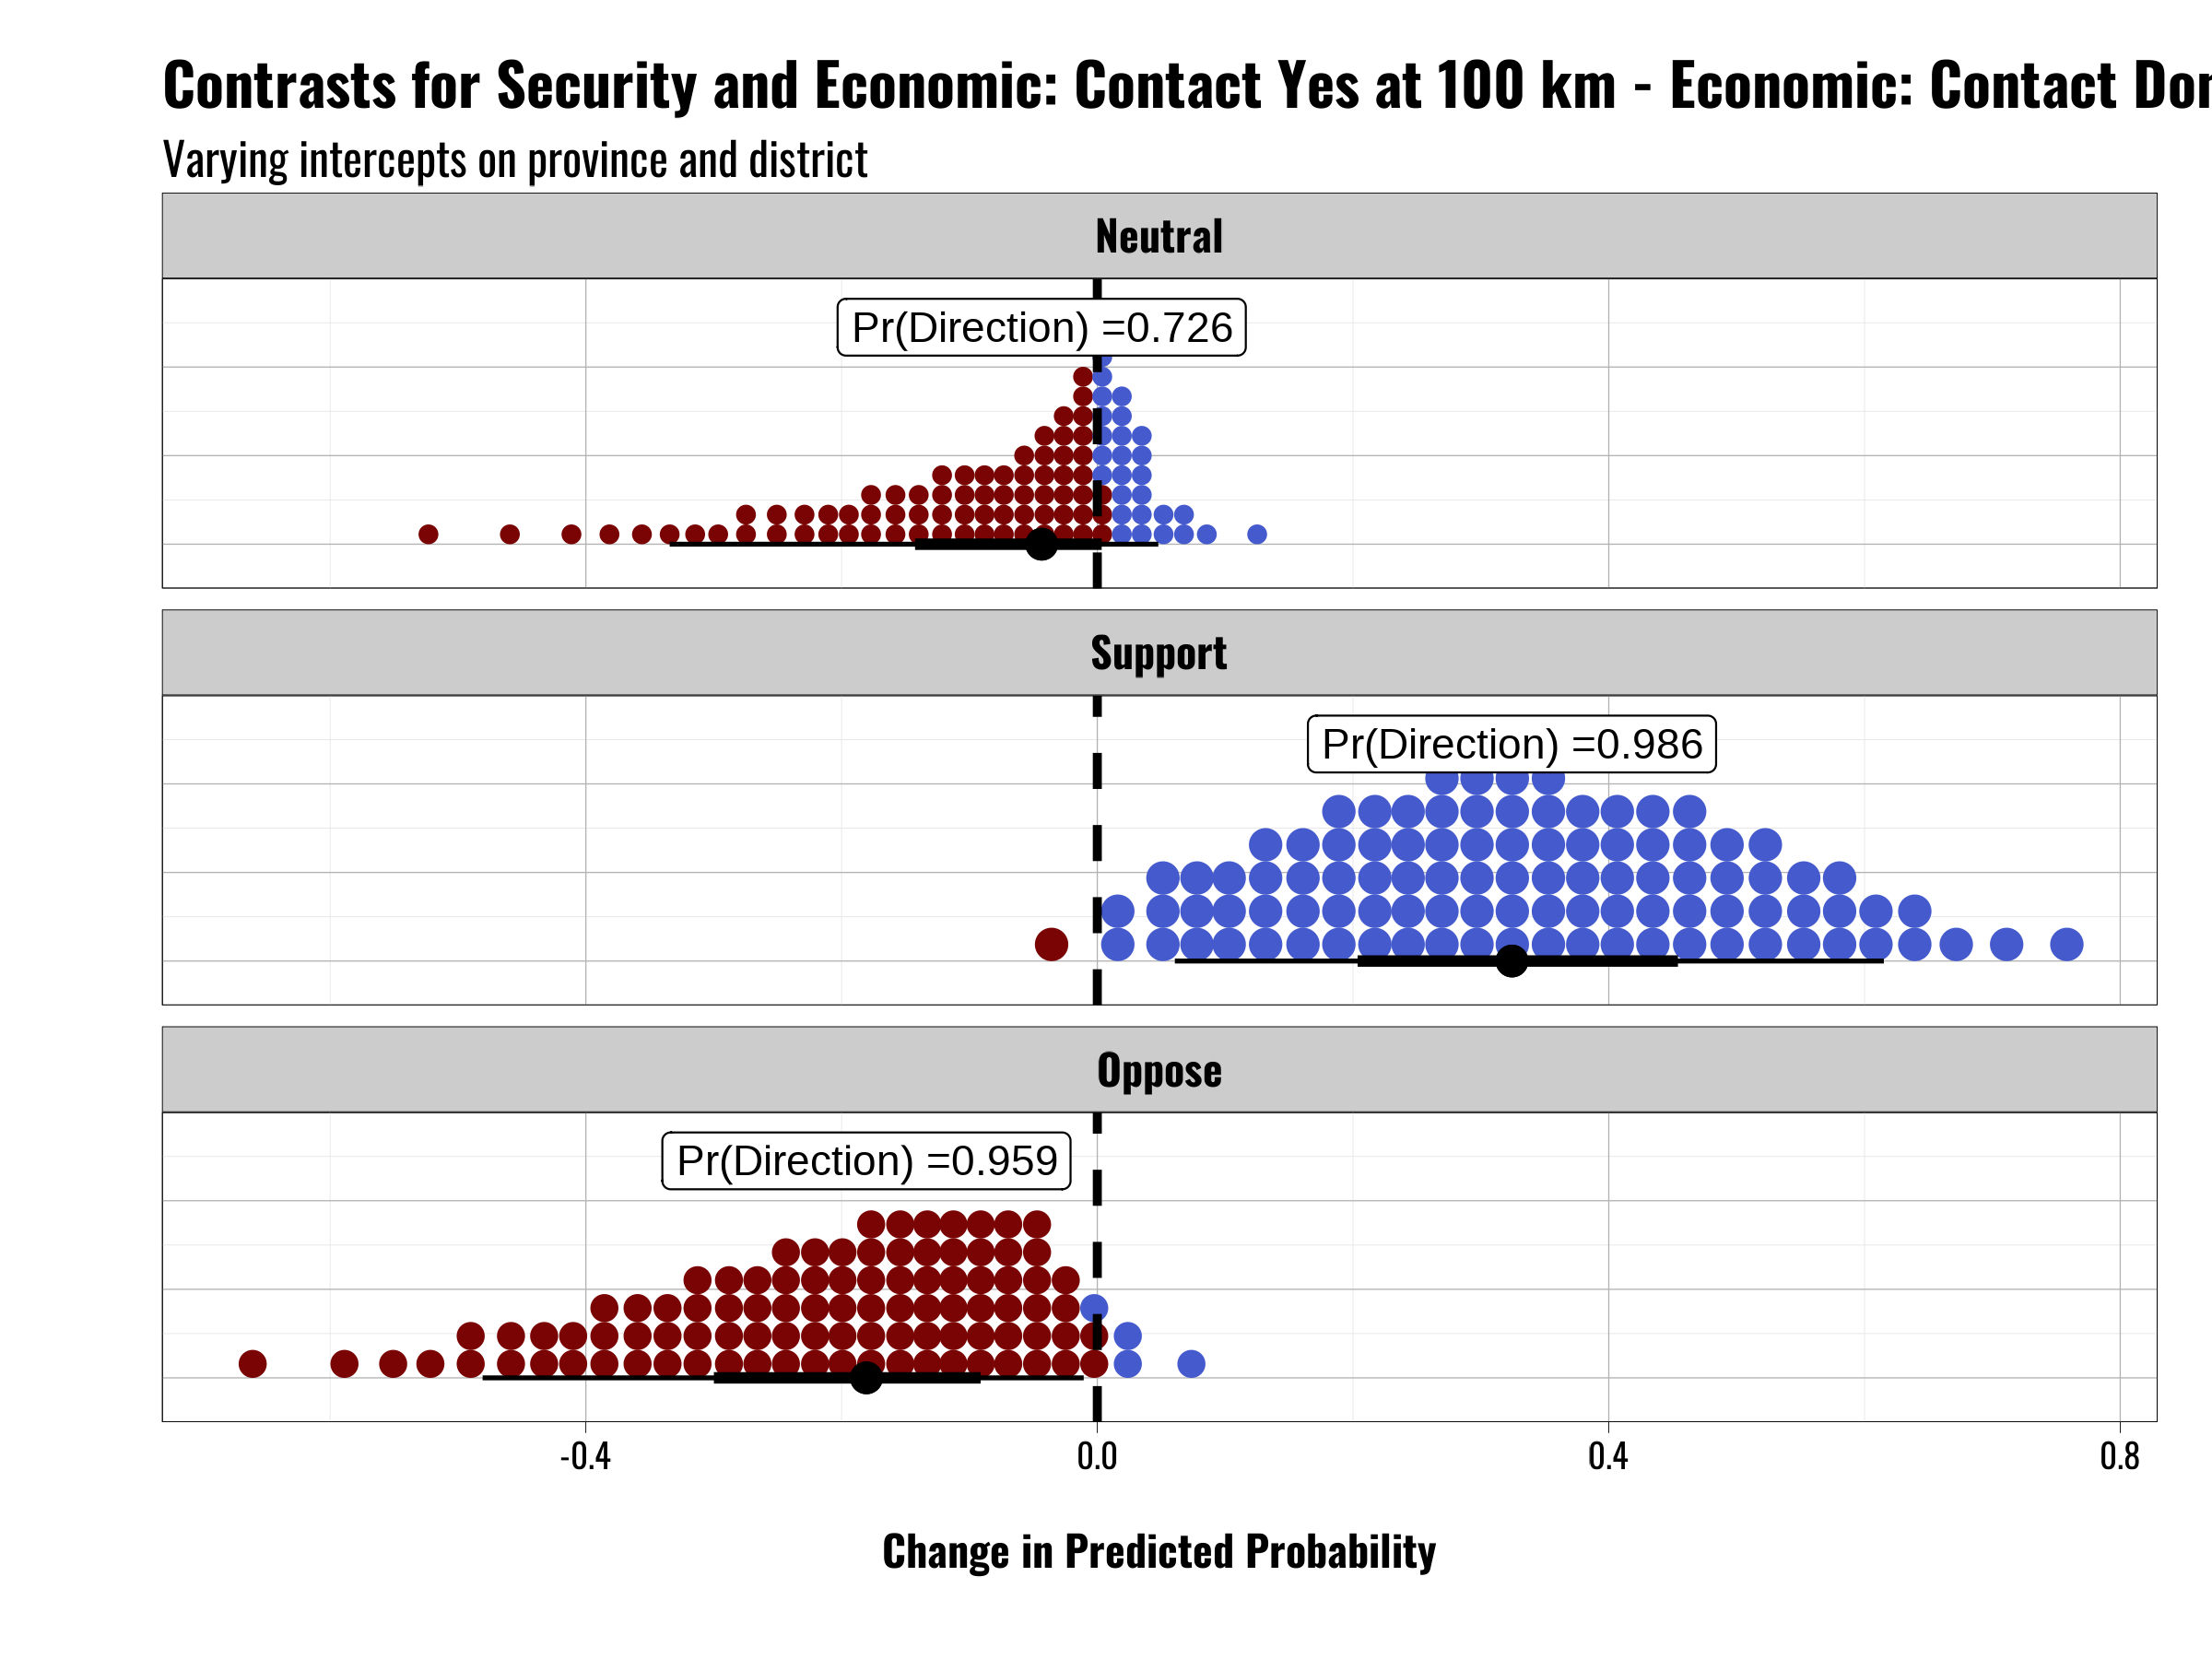 Contrasts for Security and Economic: Contact Yes at 100 km - Economic: Contact
Varying intercepts on province and district
Neutral
Pr(Direction) =0.726
Support
Pr(Direction) =0.986
Oppose
Pr(Direction) =0.959
-0.4 0.0 0.4 0.8
Change in Predicted Probability